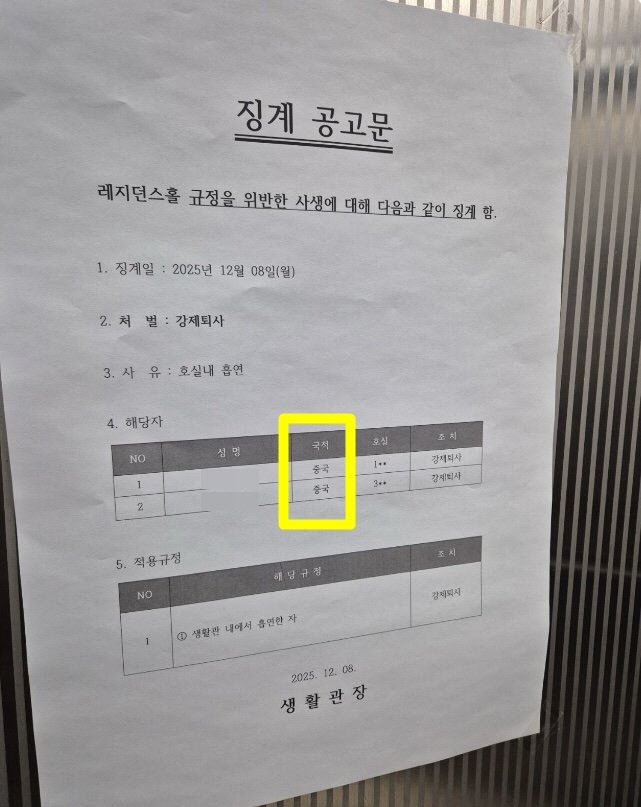 징계 공고문
레지던스홀 규정을 위반한 사생에 대해 다음과 같이 징계 함.
1. 징계일 : 2025년 12월 08일(월)
2. 처 벌 : 강제퇴사
3. 사 유 : 호실내 흡연
4. 해당자
NO 성 명 국적 호실 조 치
1 중국 1** 강제퇴사
2 중국 3** 강제퇴사
5. 적용규정
NO 해 당 규 정 조 치
1 ① 생활관 내에서 흡연한 자 강제퇴사
2025. 12. 08.
생 활 관 장